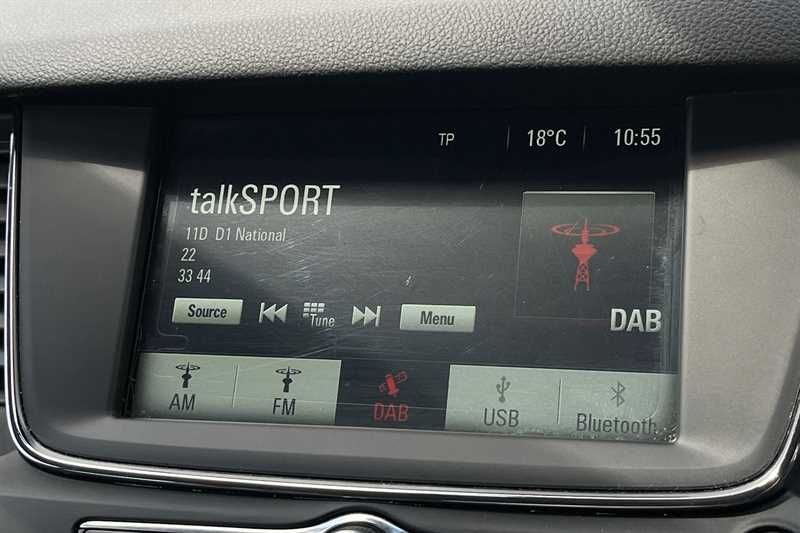 TP 18°C 10:55
talkSPORT
11D D1 National
22
33 44
DAB
Source Tune Menu
AM FM DAB USB Bluetooth